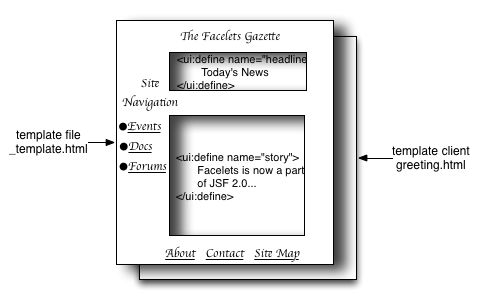 The Facelets Gazette
<ui:define name="headline
Today's News
</ui:define>
Site
Navigation
Events
Docs
Forums
template file
_template.html
<ui:define name="story">
Facelets is now a part
of JSF 2.0...
</ui:define>
template client
greeting.html
About Contact Site Map